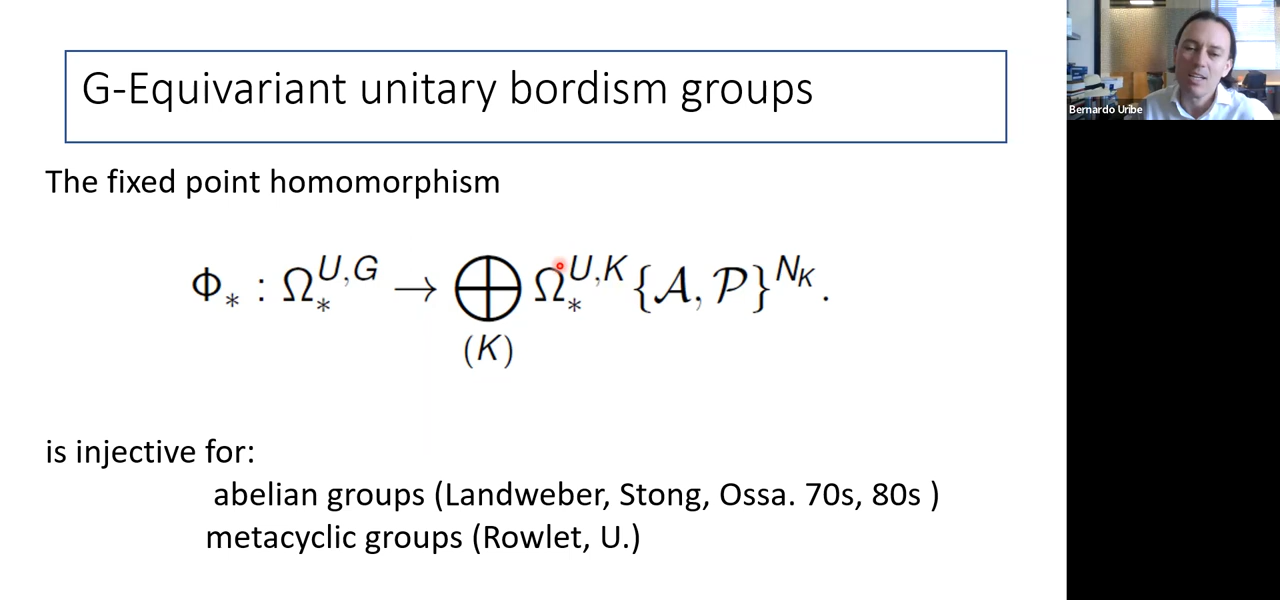 G-Equivariant unitary bordism groups
Bernardo Uribe
The fixed point homomorphism
Φ_* : Ω_*^{U,G} → ⊕_{(K)} Ω_*^{U,K}{𝒜, 𝒫}^{N_K}.
is injective for:
abelian groups (Landweber, Stong, Ossa. 70s, 80s )
metacyclic groups (Rowlet, U.)